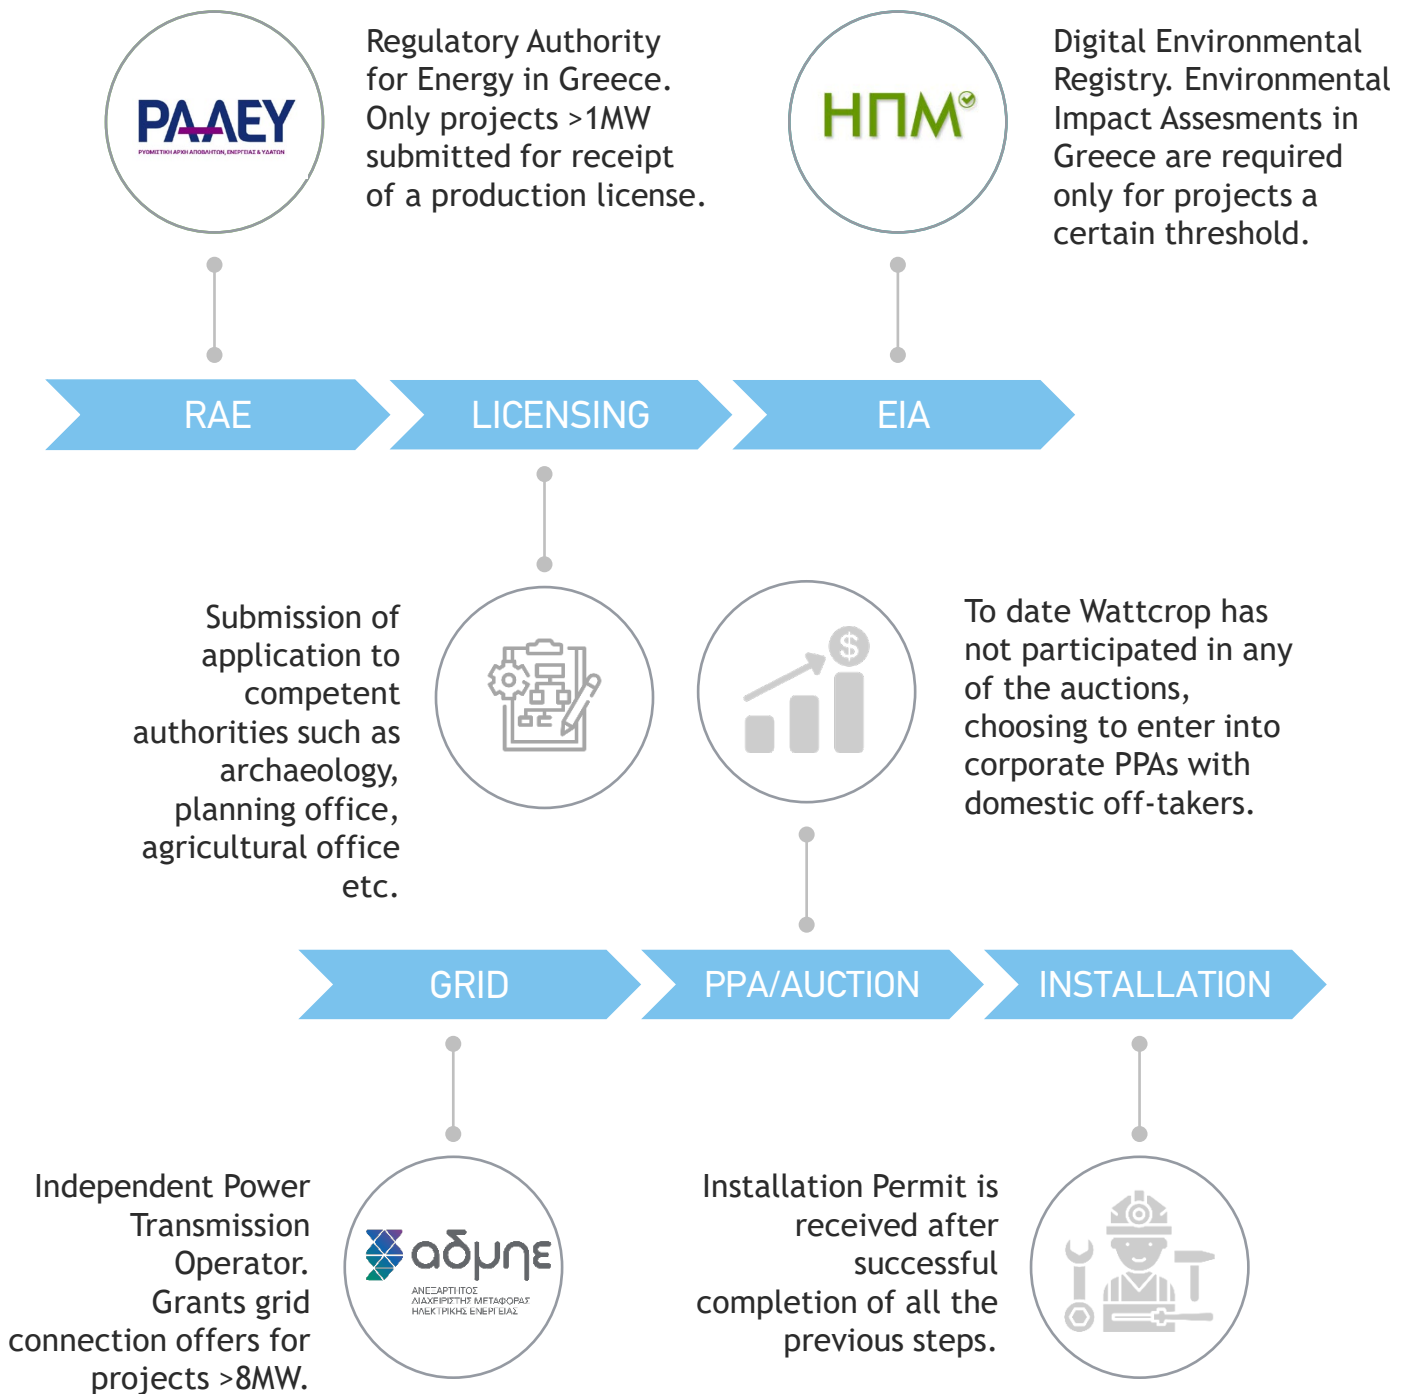 ΡΑΑΕΥ
ΡΥΘΜΙΣΤΙΚΗ ΑΡΧΗ ΑΠΟΒΛΗΤΩΝ, ΕΝΕΡΓΕΙΑΣ & ΥΔΑΤΩΝ
Regulatory Authority
for Energy in Greece.
Only projects >1MW
submitted for receipt
of a production license.
ΗΠΜ
Digital Environmental
Registry. Environmental
Impact Assesments in
Greece are required
only for projects a
certain threshold.
RAE
LICENSING
EIA
Submission of
application to
competent
authorities such as
archaeology,
planning office,
agricultural office
etc.
$
To date Wattcrop has
not participated in any
of the auctions,
choosing to enter into
corporate PPAs with
domestic off-takers.
GRID
PPA/AUCTION
INSTALLATION
Independent Power
Transmission
Operator.
Grants grid
connection offers for
projects >8MW.
αδμηε
ΑΝΕΞΑΡΤΗΤΟΣ
ΔΙΑΧΕΙΡΙΣΤΗΣ ΜΕΤΑΦΟΡΑΣ
ΗΛΕΚΤΡΙΚΗΣ ΕΝΕΡΓΕΙΑΣ
Installation Permit is
received after
successful
completion of all the
previous steps.